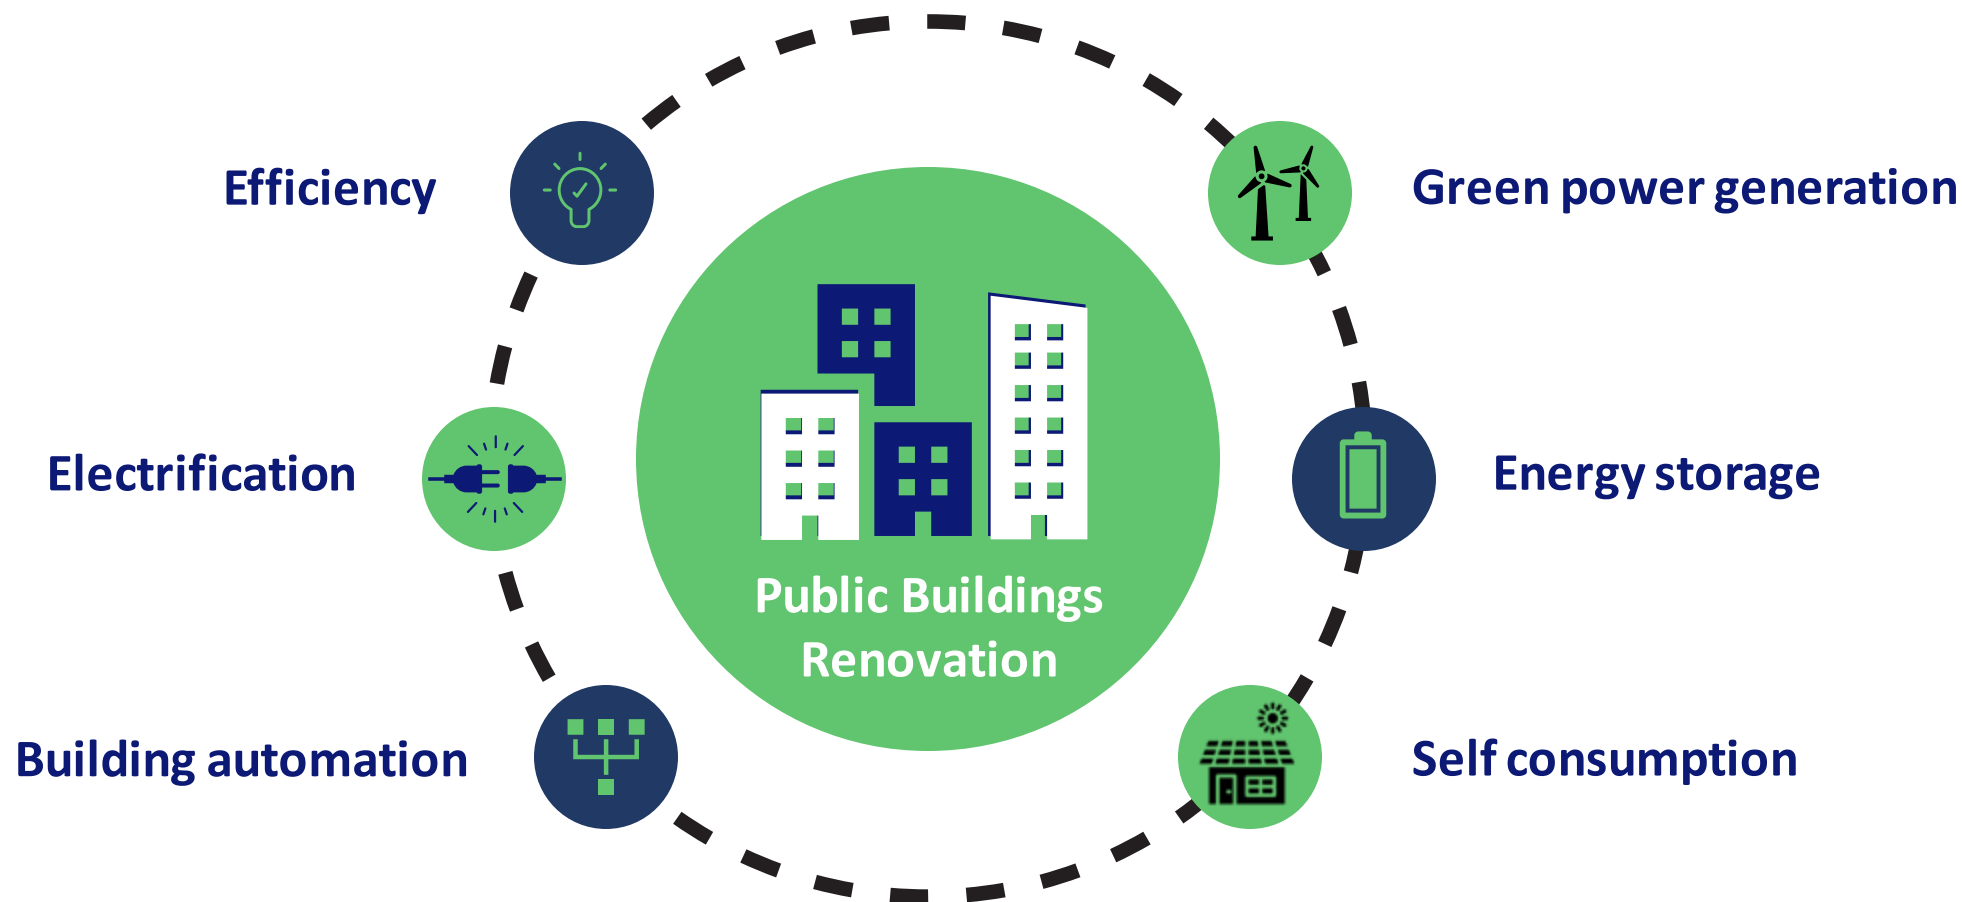 Efficiency
Green power generation
Electrification
Energy storage
Public Buildings
Renovation
Building automation
Self consumption